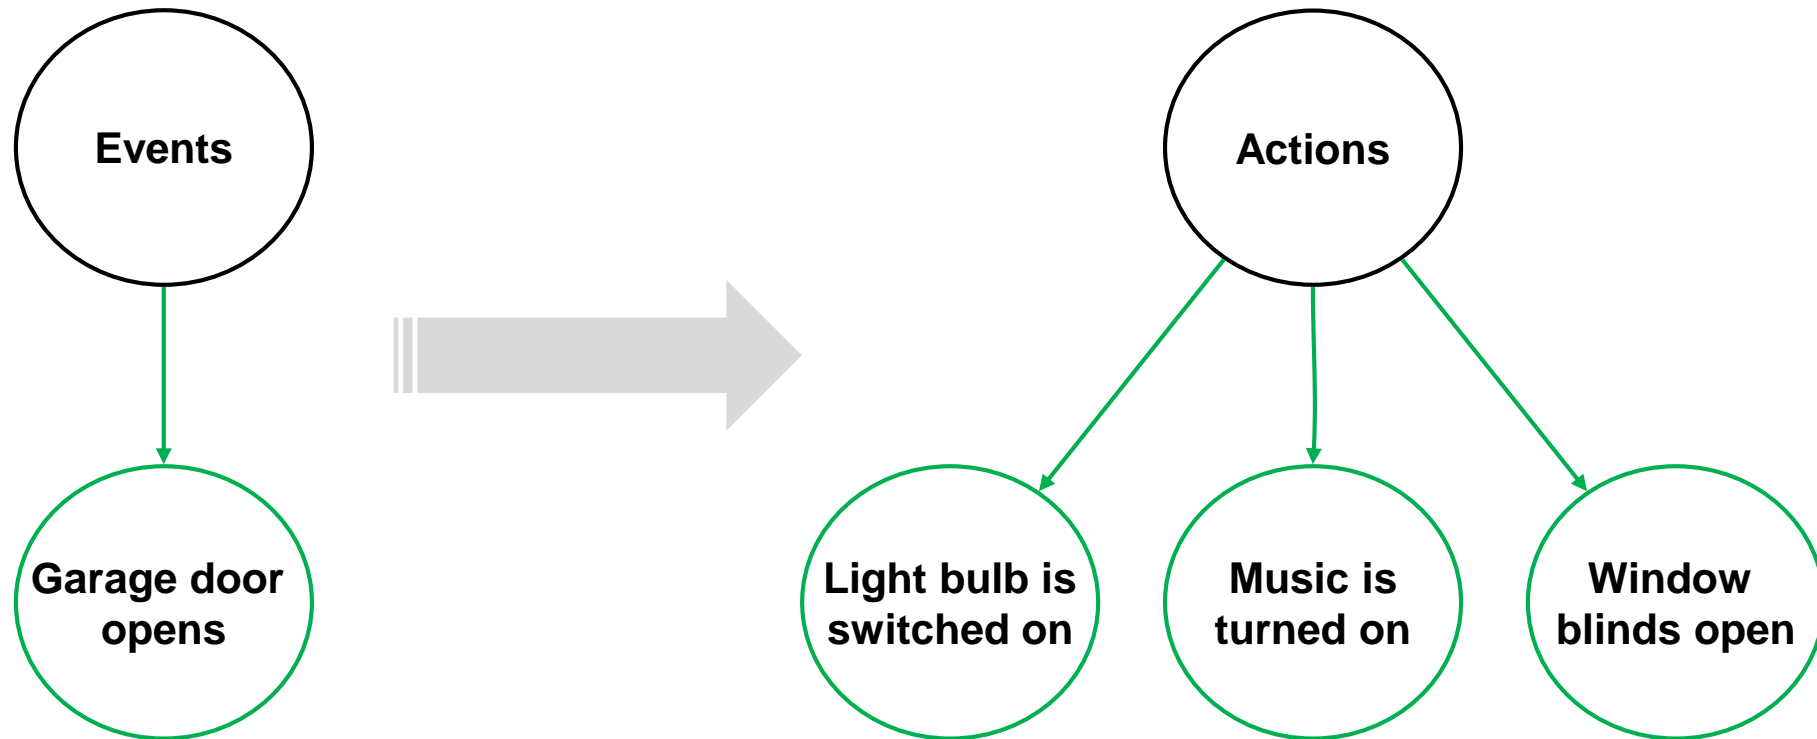 Events
Actions
Garage door
opens
Light bulb is
switched on
Music is
turned on
Window
blinds open